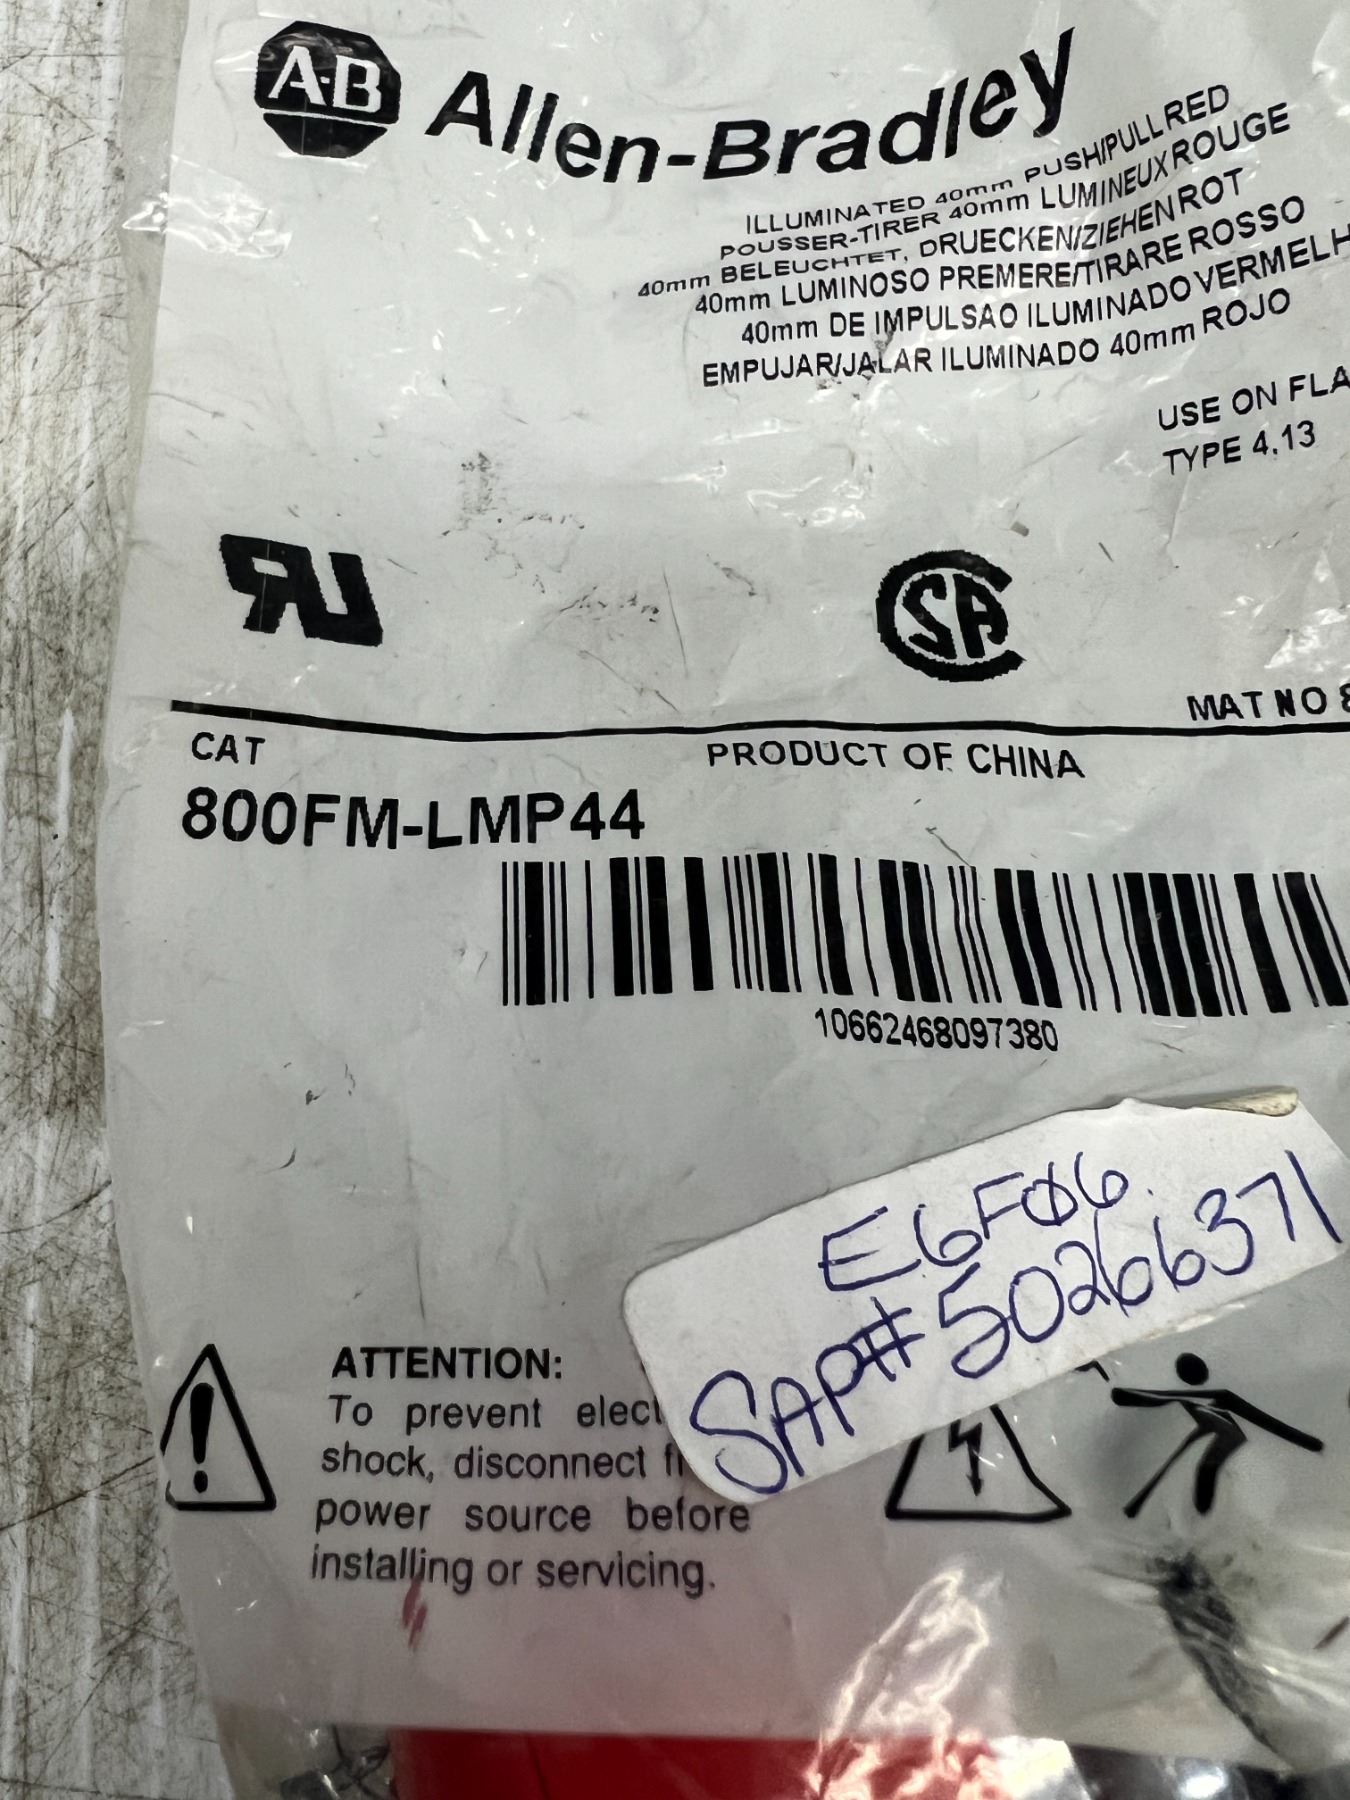 A-B Allen-Bradley
ILLUMINATED 40mm PUSH/PULL RED
POUSSER-TIRER 40mm LUMINEUX ROUGE
40mm BELEUCHTET, DRUECKEN/ZIEHEN ROT
40mm LUMINOSO PREMERE/TIRARE ROSSO
40mm DE IMPULSAO ILUMINADO VERMELH
EMPUJAR/JALAR ILUMINADO 40mm ROJO
USE ON FLA
TYPE 4,13
RU
CSA
MAT NO
CAT
PRODUCT OF CHINA
800FM-LMP44
10662468097380
E6F06
SAP# 50266371
ATTENTION:
To prevent elect
shock, disconnect f
power source before
installing or servicing.